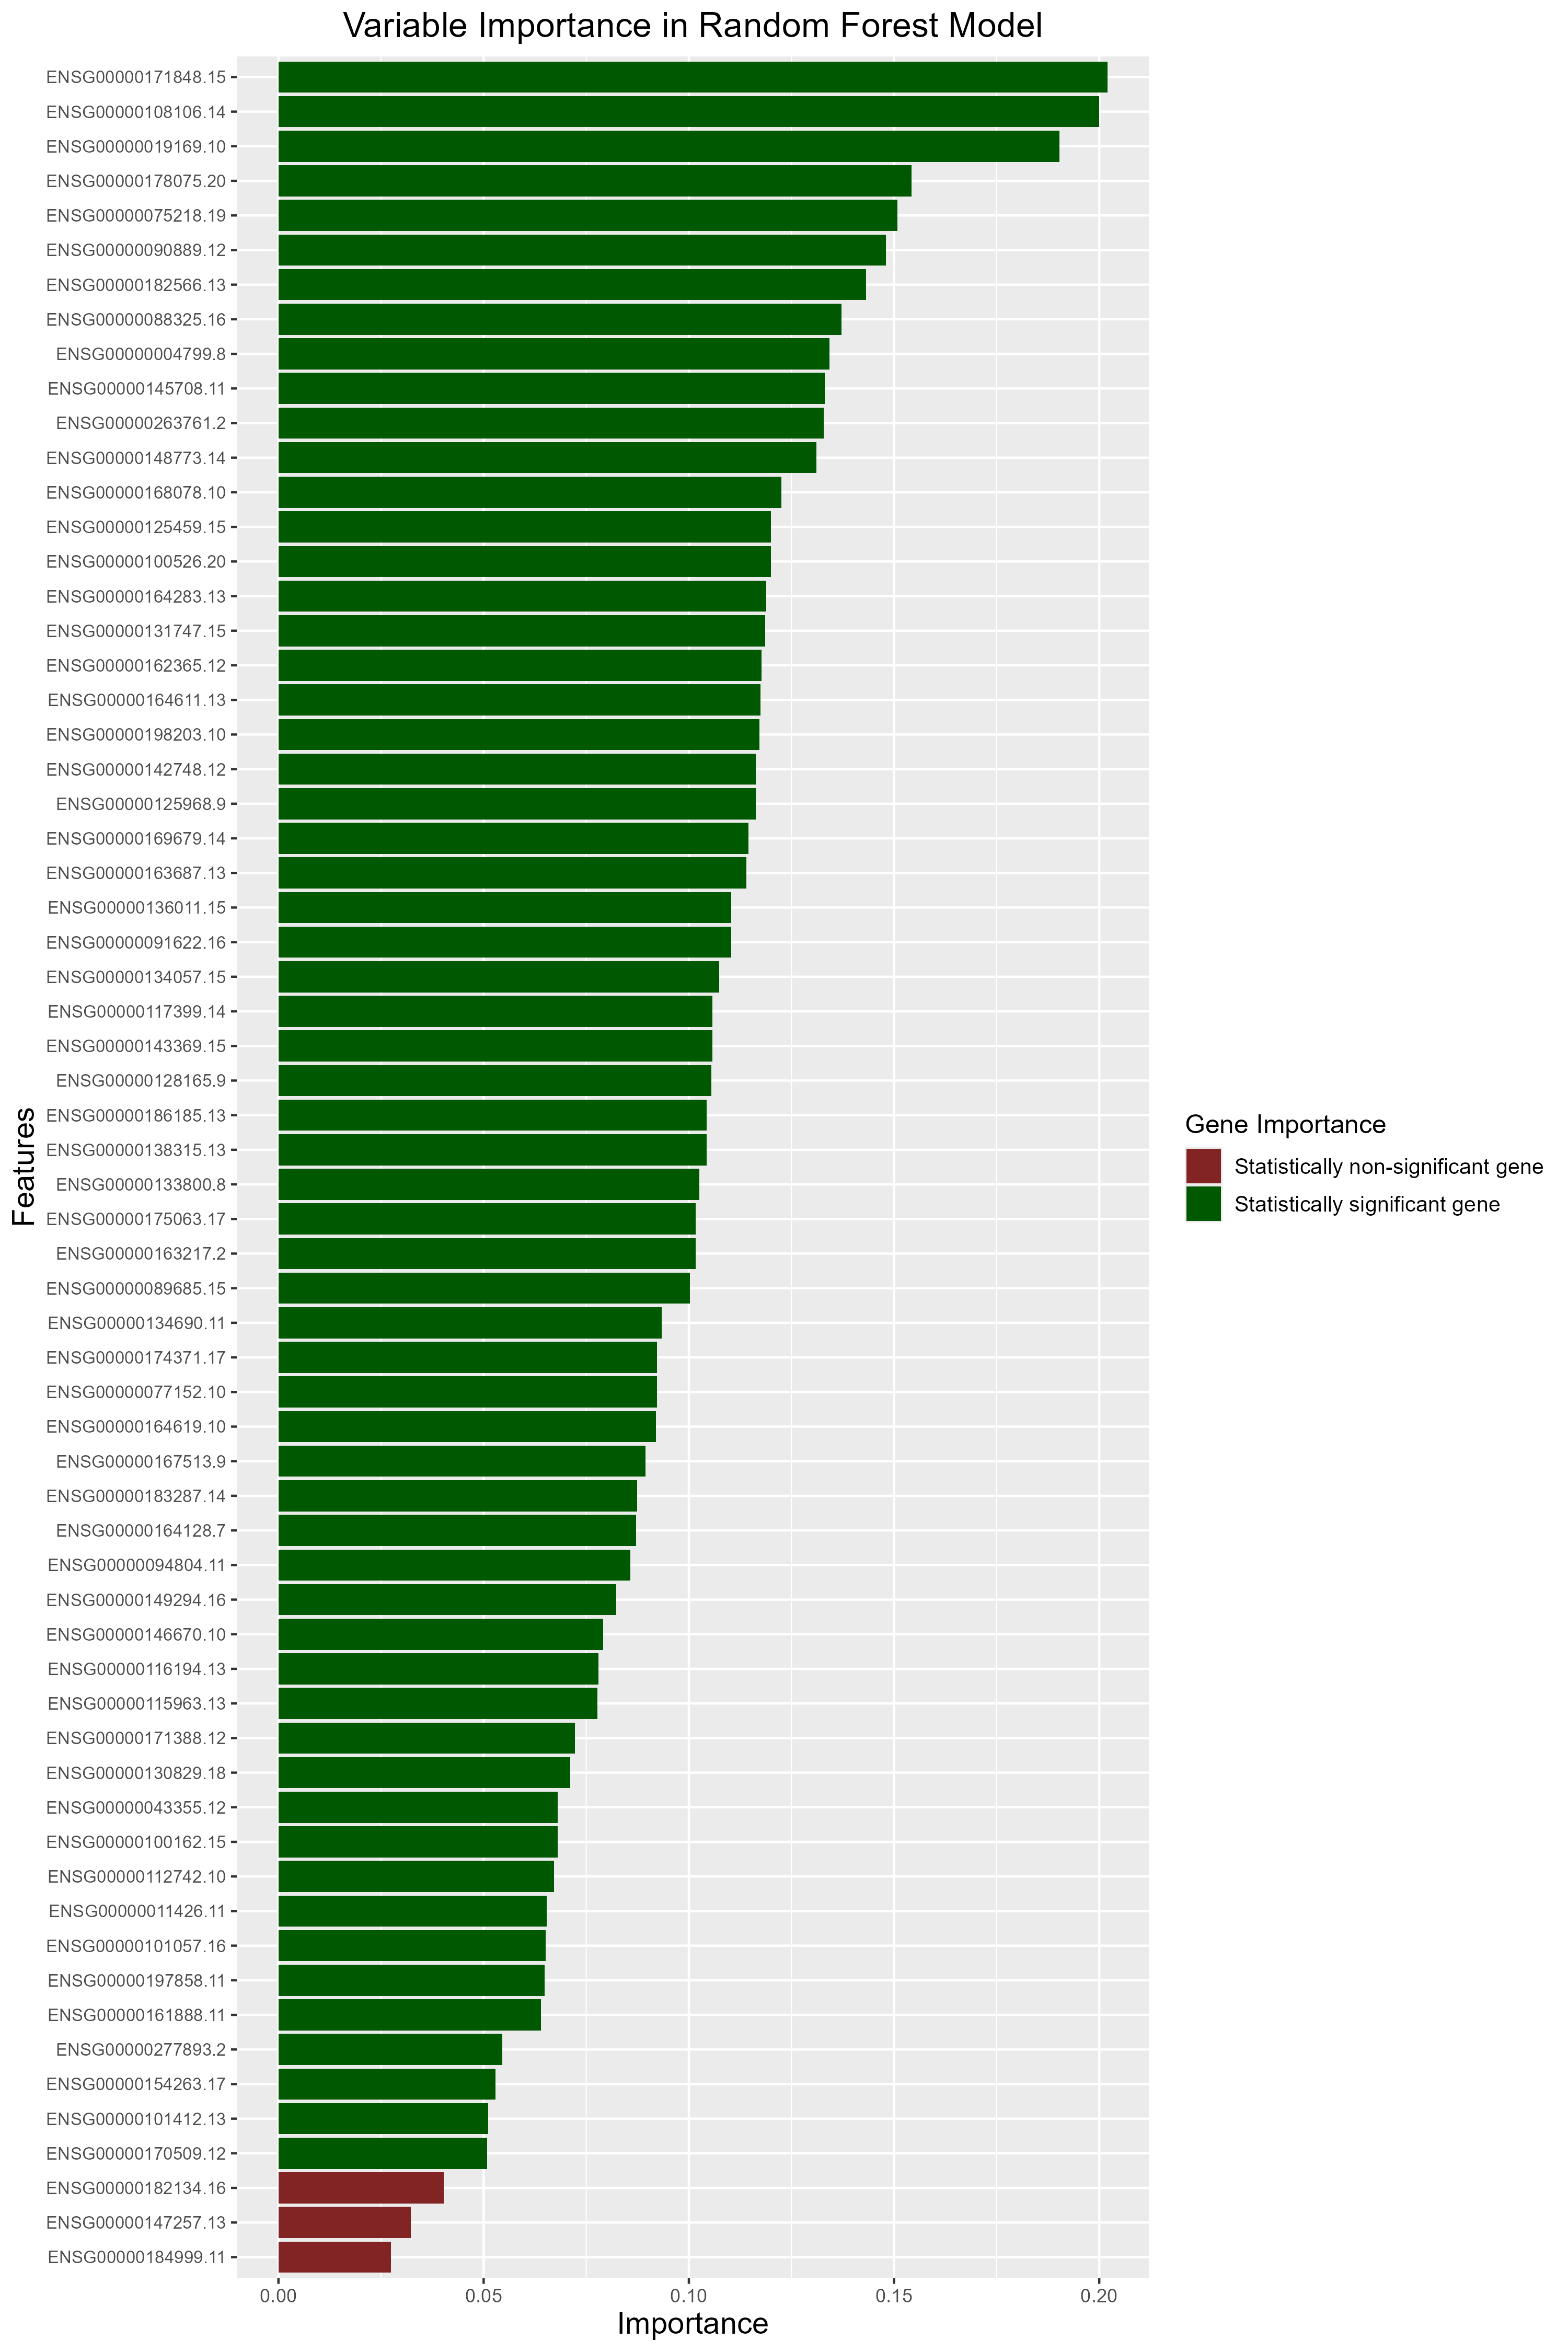 Variable Importance in Random Forest Model
ENSG00000171848.15
ENSG00000108106.14
ENSG00000019169.10
ENSG00000178075.20
ENSG00000075218.19
ENSG00000090889.12
ENSG00000182566.13
ENSG00000088325.16
ENSG00000004799.8
ENSG00000145708.11
ENSG00000263761.2
ENSG00000148773.14
ENSG00000168078.10
ENSG00000125459.15
ENSG00000100526.20
ENSG00000164283.13
ENSG00000131747.15
ENSG00000162365.12
ENSG00000164611.13
ENSG00000198203.10
ENSG00000142748.12
ENSG00000125968.9
ENSG00000169679.14
ENSG00000163687.13
ENSG00000136011.15
ENSG00000091622.16
ENSG00000134057.15
ENSG00000117399.14
ENSG00000143369.15
ENSG00000128165.9
ENSG00000186185.13
ENSG00000138315.13
ENSG00000133800.8
ENSG00000175063.17
ENSG00000163217.2
ENSG00000089685.15
ENSG00000134690.11
ENSG00000174371.17
ENSG00000077152.10
ENSG00000164619.10
ENSG00000167513.9
ENSG00000183287.14
ENSG00000164128.7
ENSG00000094804.11
ENSG00000149294.16
ENSG00000146670.10
ENSG00000116194.13
ENSG00000115963.13
ENSG00000171388.12
ENSG00000130829.18
ENSG00000043355.12
ENSG00000100162.15
ENSG00000112742.10
ENSG00000011426.11
ENSG00000101057.16
ENSG00000197858.11
ENSG00000161888.11
ENSG00000277893.2
ENSG00000154263.17
ENSG00000101412.13
ENSG00000170509.12
ENSG00000182134.16
ENSG00000147257.13
ENSG00000184999.11
Features
0.00 0.05 0.10 0.15 0.20
Importance
Gene Importance
Statistically non-significant gene
Statistically significant gene